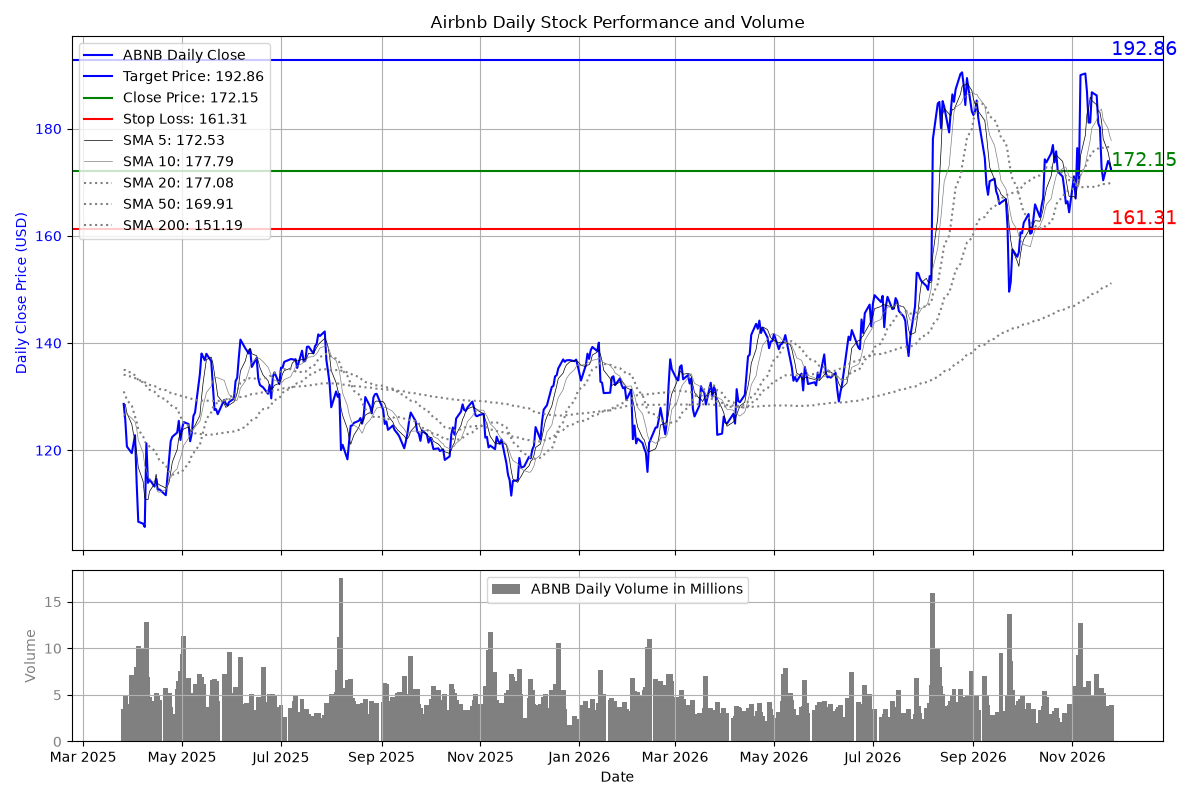 Airbnb Daily Stock Performance and Volume
ABNB Daily Close
Target Price: 192.86
Close Price: 172.15
Stop Loss: 161.31
SMA 5: 172.53
SMA 10: 177.79
SMA 20: 177.08
SMA 50: 169.91
SMA 200: 151.19
192.86
172.15
161.31
180
160
140
120
Daily Close Price (USD)
ABNB Daily Volume in Millions
15
10
5
0
Volume
Mar 2025 May 2025 Jul 2025 Sep 2025 Nov 2025 Jan 2026 Mar 2026 May 2026 Jul 2026 Sep 2026 Nov 2026
Date